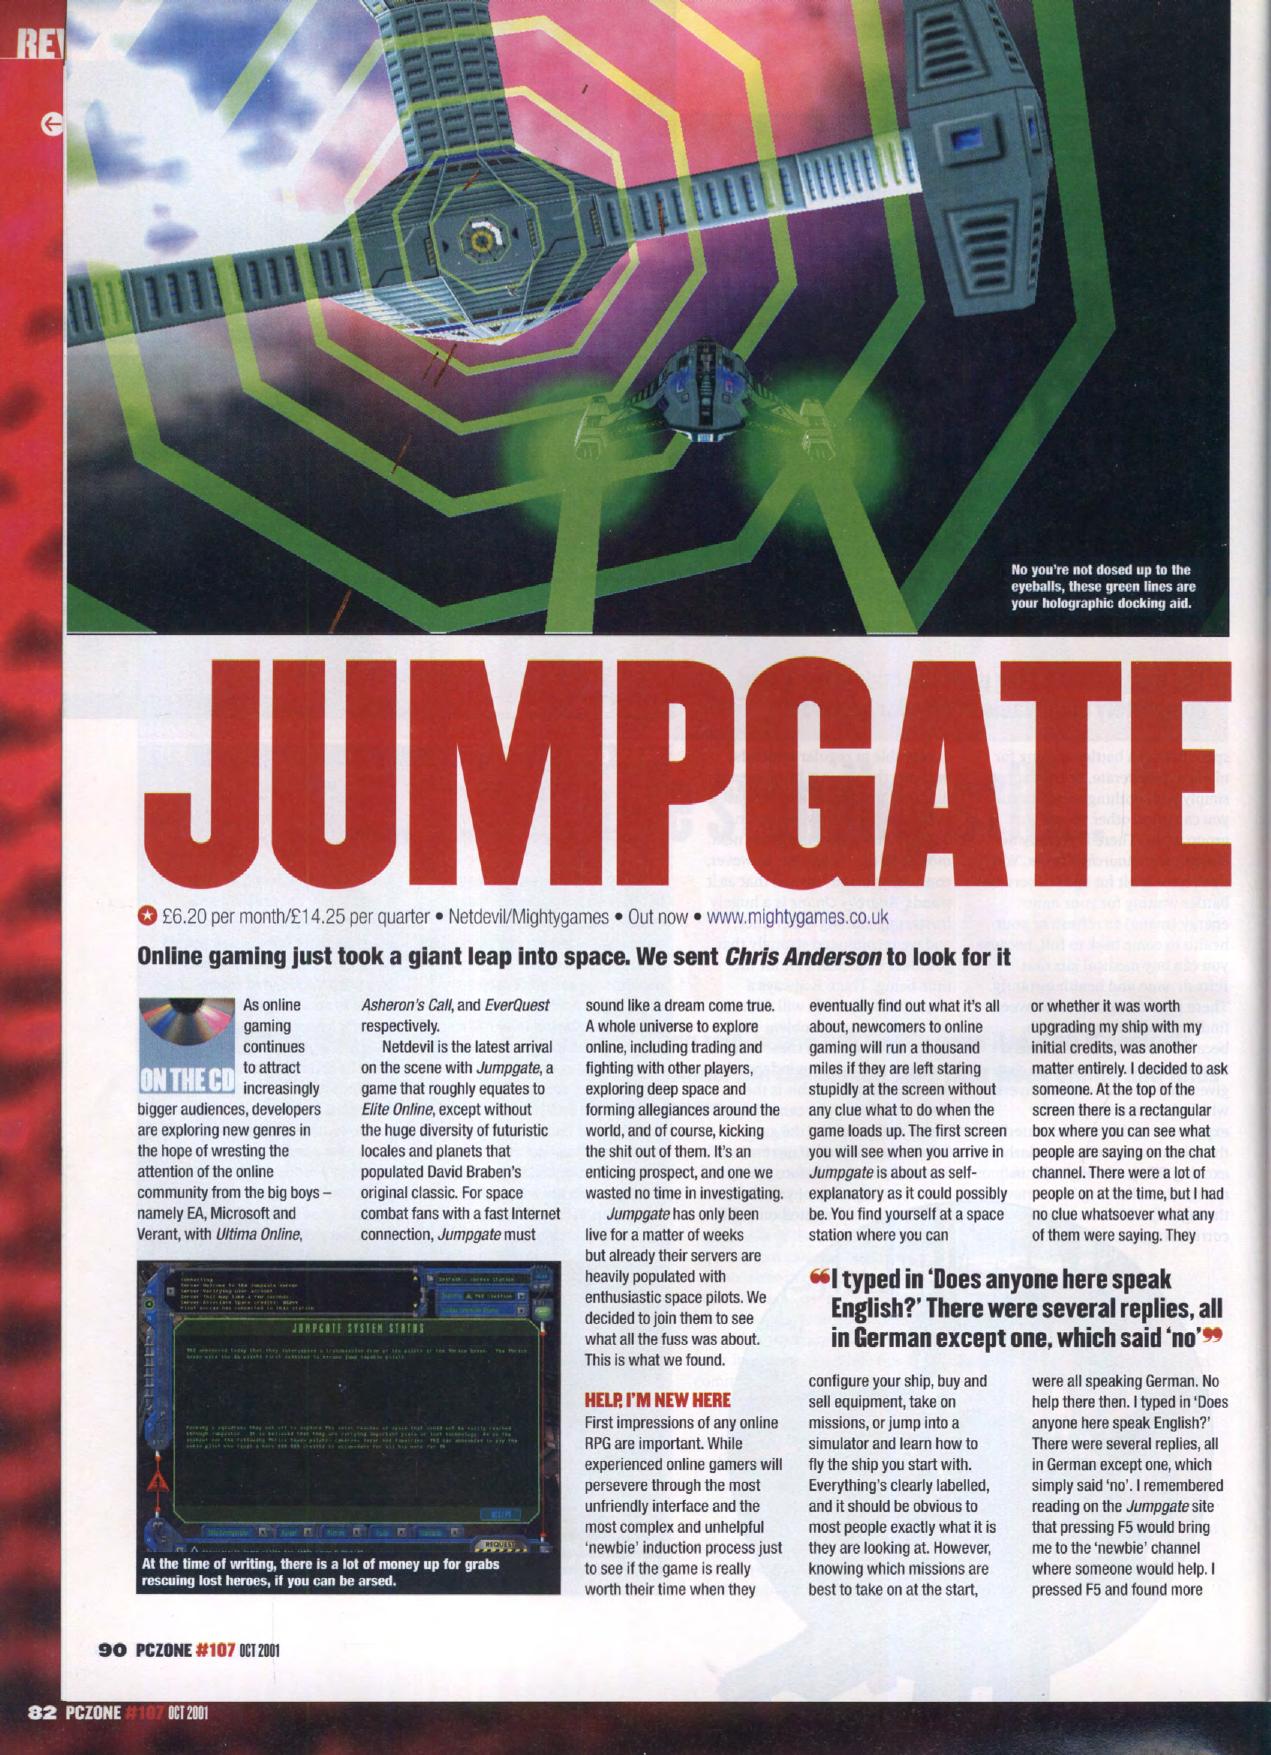 REV
No you're not dosed up to the
eyeballs, these green lines are
your holographic docking aid.
JUMPGATE
£6.20 per month/£14.25 per quarter • Netdevil/Mightygames • Out now • www.mightygames.co.uk
Online gaming just took a giant leap into space. We sent Chris Anderson to look for it
ON THE CD
As online
gaming
continues
to attract
increasingly
bigger audiences, developers
are exploring new genres in
the hope of wresting the
attention of the online
community from the big boys –
namely EA, Microsoft and
Verant, with Ultima Online,
Asheron's Call, and EverQuest
respectively.
Netdevil is the latest arrival
on the scene with Jumpgate, a
game that roughly equates to
Elite Online, except without
the huge diversity of futuristic
locales and planets that
populated David Braben's
original classic. For space
combat fans with a fast Internet
connection, Jumpgate must
sound like a dream come true.
A whole universe to explore
online, including trading and
fighting with other players,
exploring deep space and
forming allegiances around the
world, and of course, kicking
the shit out of them. It's an
enticing prospect, and one we
wasted no time in investigating.
Jumpgate has only been
live for a matter of weeks
but already their servers are
heavily populated with
enthusiastic space pilots. We
decided to join them to see
what all the fuss was about.
This is what we found.
HELP, I'M NEW HERE
First impressions of any online
RPG are important. While
experienced online gamers will
persevere through the most
unfriendly interface and the
most complex and unhelpful
'newbie' induction process just
to see if the game is really
worth their time when they
eventually find out what it's all
about, newcomers to online
gaming will run a thousand
miles if they are left staring
stupidly at the screen without
any clue what to do when the
game loads up. The first screen
you will see when you arrive in
Jumpgate is about as self-
explanatory as it could possibly
be. You find yourself at a space
station where you can
configure your ship, buy and
sell equipment, take on
missions, or jump into a
simulator and learn how to
fly the ship you start with.
Everything's clearly labelled,
and it should be obvious to
most people exactly what it is
they are looking at. However,
knowing which missions are
best to take on at the start,
or whether it was worth
upgrading my ship with my
initial credits, was another
matter entirely. I decided to ask
someone. At the top of the
screen there is a rectangular
box where you can see what
people are saying on the chat
channel. There were a lot of
people on at the time, but I had
no clue whatsoever what any
of them were saying. They
were all speaking German. No
help there then. I typed in 'Does
anyone here speak English?'
There were several replies, all
in German except one, which
simply said 'no'. I remembered
reading on the Jumpgate site
that pressing F5 would bring
me to the 'newbie' channel
where someone would help. I
pressed F5 and found more
❝I typed in 'Does anyone here speak
English?' There were several replies, all
in German except one, which said 'no'❞
JUMPGATE SYSTEM STATUS
At the time of writing, there is a lot of money up for grabs
rescuing lost heroes, if you can be arsed.
90 PCZONE #107 OCT 2001
82 PCZONE #107 OCT 2001